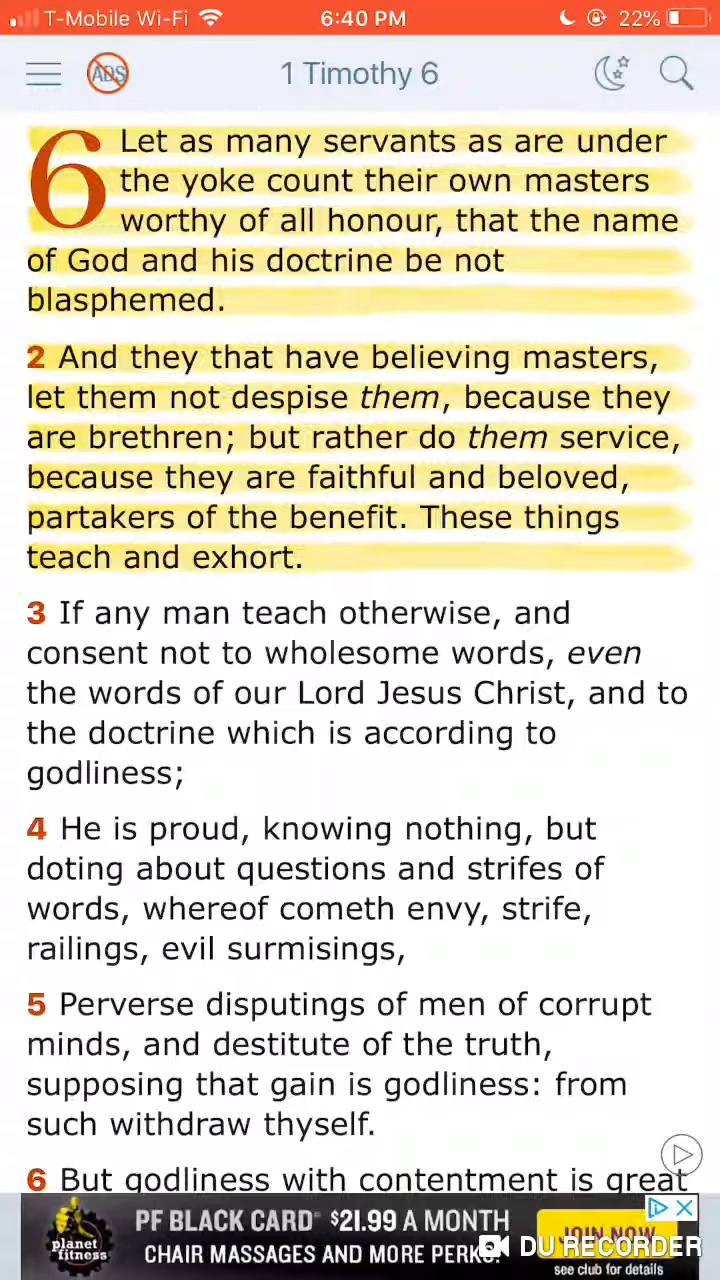 T-Mobile Wi-Fi 6:40 PM 22%
ADS 1 Timothy 6
6 Let as many servants as are under
the yoke count their own masters
worthy of all honour, that the name
of God and his doctrine be not
blasphemed.
2 And they that have believing masters,
let them not despise them, because they
are brethren; but rather do them service,
because they are faithful and beloved,
partakers of the benefit. These things
teach and exhort.
3 If any man teach otherwise, and
consent not to wholesome words, even
the words of our Lord Jesus Christ, and to
the doctrine which is according to
godliness;
4 He is proud, knowing nothing, but
doting about questions and strifes of
words, whereof cometh envy, strife,
railings, evil surmisings,
5 Perverse disputings of men of corrupt
minds, and destitute of the truth,
supposing that gain is godliness: from
such withdraw thyself.
6 But godliness with contentment is great
planet
fitness
PF BLACK CARD® $21.99 A MONTH
CHAIR MASSAGES AND MORE PERKS.
JOIN NOW
DU RECORDER
see club for details